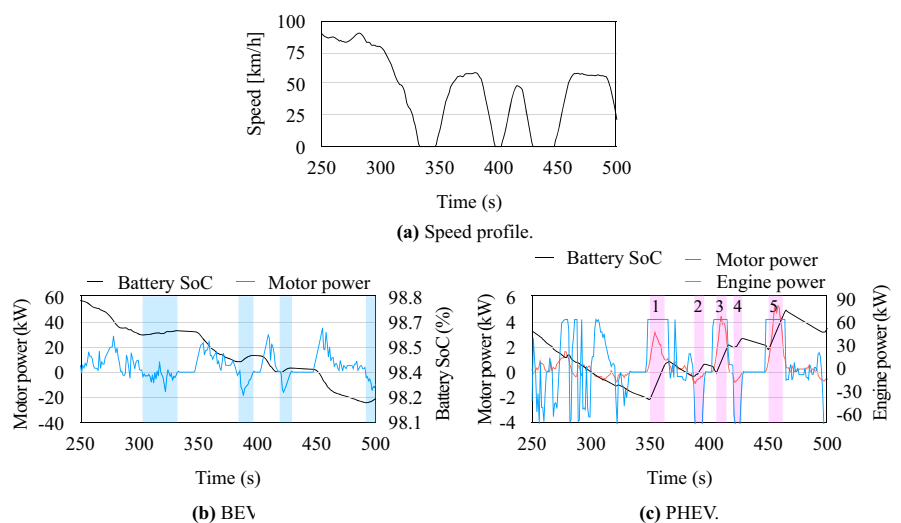 100
75
50
25
0
Speed [km/h]
250 300 350 400 450 500
Time (s)
(a) Speed profile.
Battery SoC Motor power
60
40
20
0
-20
-40
Motor power (kW)
98.8
98.7
98.5
98.4
98.2
98.1
Battery SoC (%)
250 300 350 400 450 500
Time (s)
(b) BEV
Battery SoC Motor power
Engine power
6
4
2
0
-2
-4
Motor power (kW)
1 2 3 4 5
90
60
30
0
-30
-60
Engine power (kW)
250 300 350 400 450 500
Time (s)
(c) PHEV.